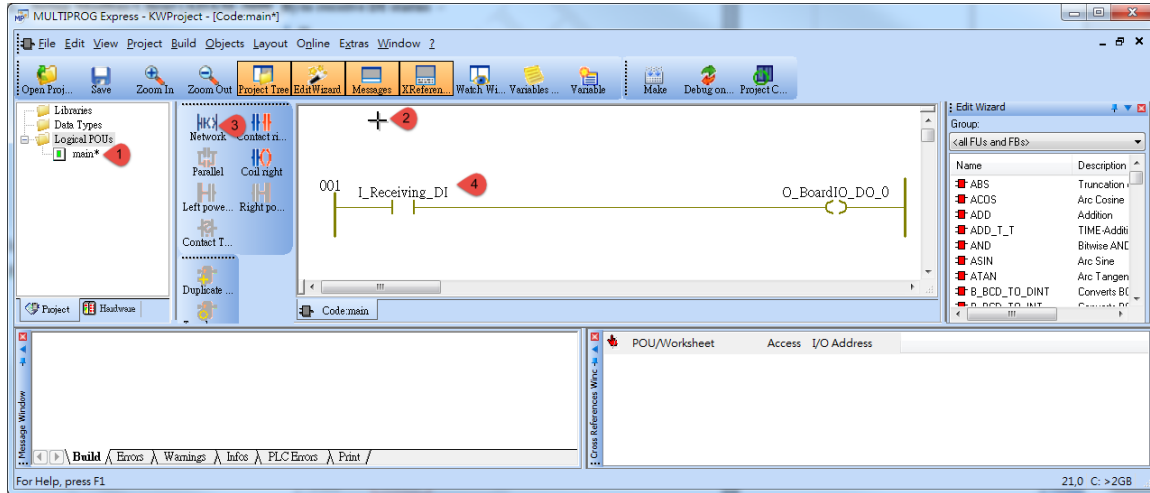 MULTIPROG Express - KWProject - [Code:main*]
File Edit View Project Build Objects Layout Online Extras Window ?
Open Proj... Save Zoom In Zoom Out Project Tree EditWizard Messages XReferen... Watch Wi... Variables ... Variable Make Debug on... Project C...
Libraries
Data Types
Logical POUs
main* 1
Project Hardware
3
Network Contact ri...
Parallel Coil right
Left powe... Right po...
Contact T...
Duplicate ...
2
001 I_Receiving_DI 4 O_BoardIO_DO_0
Code:main
Edit Wizard
Group:
<all FUs and FBs>
Name Description
ABS Truncation
ACOS Arc Cosine
ADD Addition
ADD_T_T TIME-Additi
AND Bitwise AND
ASIN Arc Sine
ATAN Arc Tangen
B_BCD_TO_DINT Converts BC
B_BCD_TO_INT Converts BC
Message Window
Build Errors Warnings Infos PLC Errors Print
Cross References Winc
POU/Worksheet Access I/O Address
For Help, press F1
21,0 C: >2GB